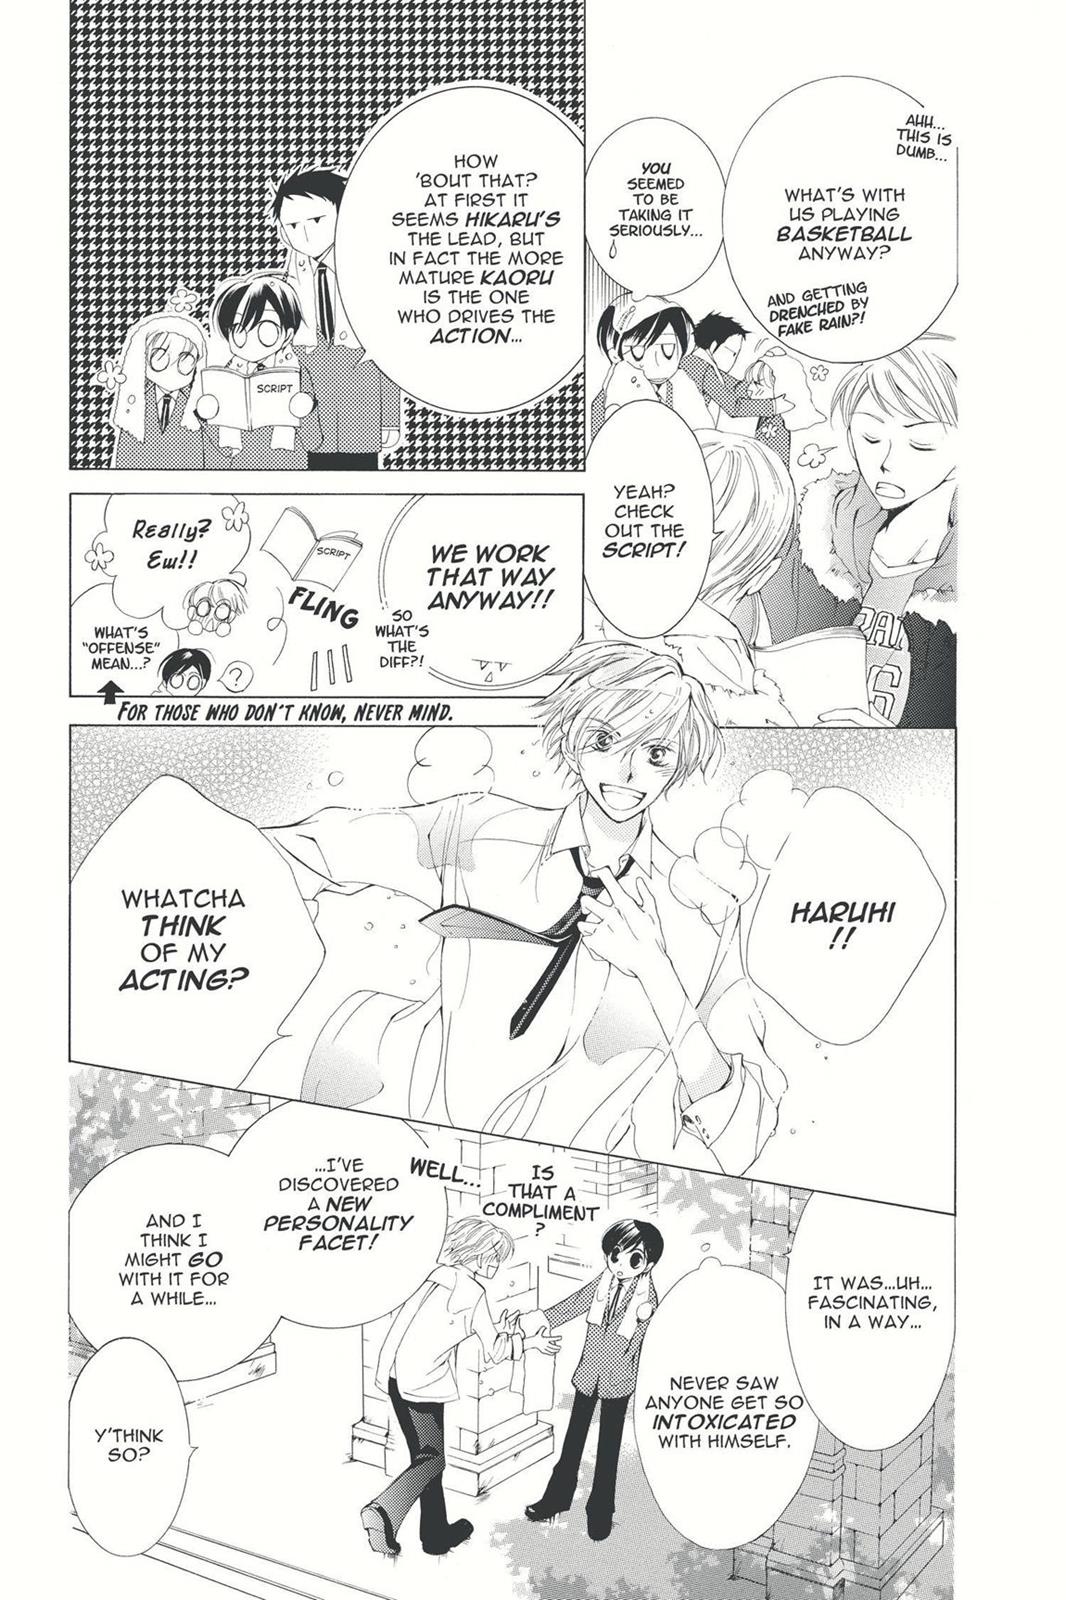 AHH...
THIS IS
DUMB...
WHAT'S WITH
US PLAYING
BASKETBALL
ANYWAY?
AND GETTING
DRENCHED BY
FAKE RAIN?!
YOU
SEEMED
TO BE
TAKING IT
SERIOUSLY...
YEAH?
CHECK
OUT THE
SCRIPT!
HOW
'BOUT THAT?
AT FIRST IT
SEEMS HIKARU'S
THE LEAD, BUT
IN FACT THE MORE
MATURE KAORU
IS THE ONE
WHO DRIVES THE
ACTION...
SCRIPT
WE WORK
THAT WAY
ANYWAY!!
SO
WHAT'S
THE
DIFF?!
FLING
SCRIPT
Really?
Ew!!
WHAT'S
"OFFENSE"
MEAN...?
?
FOR THOSE WHO DON'T KNOW, NEVER MIND.
HARUHI
!!
WHATCHA
THINK
OF MY
ACTING?
IT WAS...UH...
FASCINATING,
IN A WAY...
NEVER SAW
ANYONE GET SO
INTOXICATED
WITH HIMSELF.
IS
THAT A
COMPLIMENT
?
WELL...
...I'VE
DISCOVERED
A NEW
PERSONALITY
FACET!
AND I
THINK I
MIGHT GO
WITH IT FOR
A WHILE...
Y'THINK
SO?